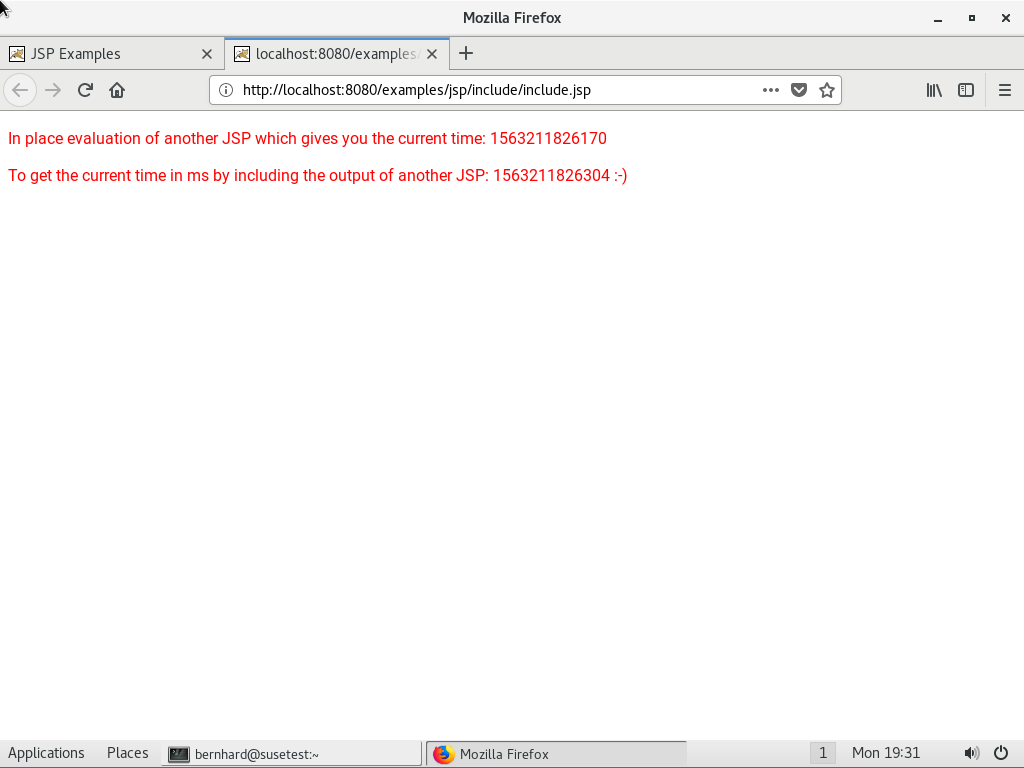 Mozilla Firefox
JSP Examples
localhost:8080/examples/
http://localhost:8080/examples/jsp/include/include.jsp
In place evaluation of another JSP which gives you the current time: 1563211826170
To get the current time in ms by including the output of another JSP: 1563211826304 :-)
Applications Places bernhard@susetest:~ Mozilla Firefox 1 Mon 19:31